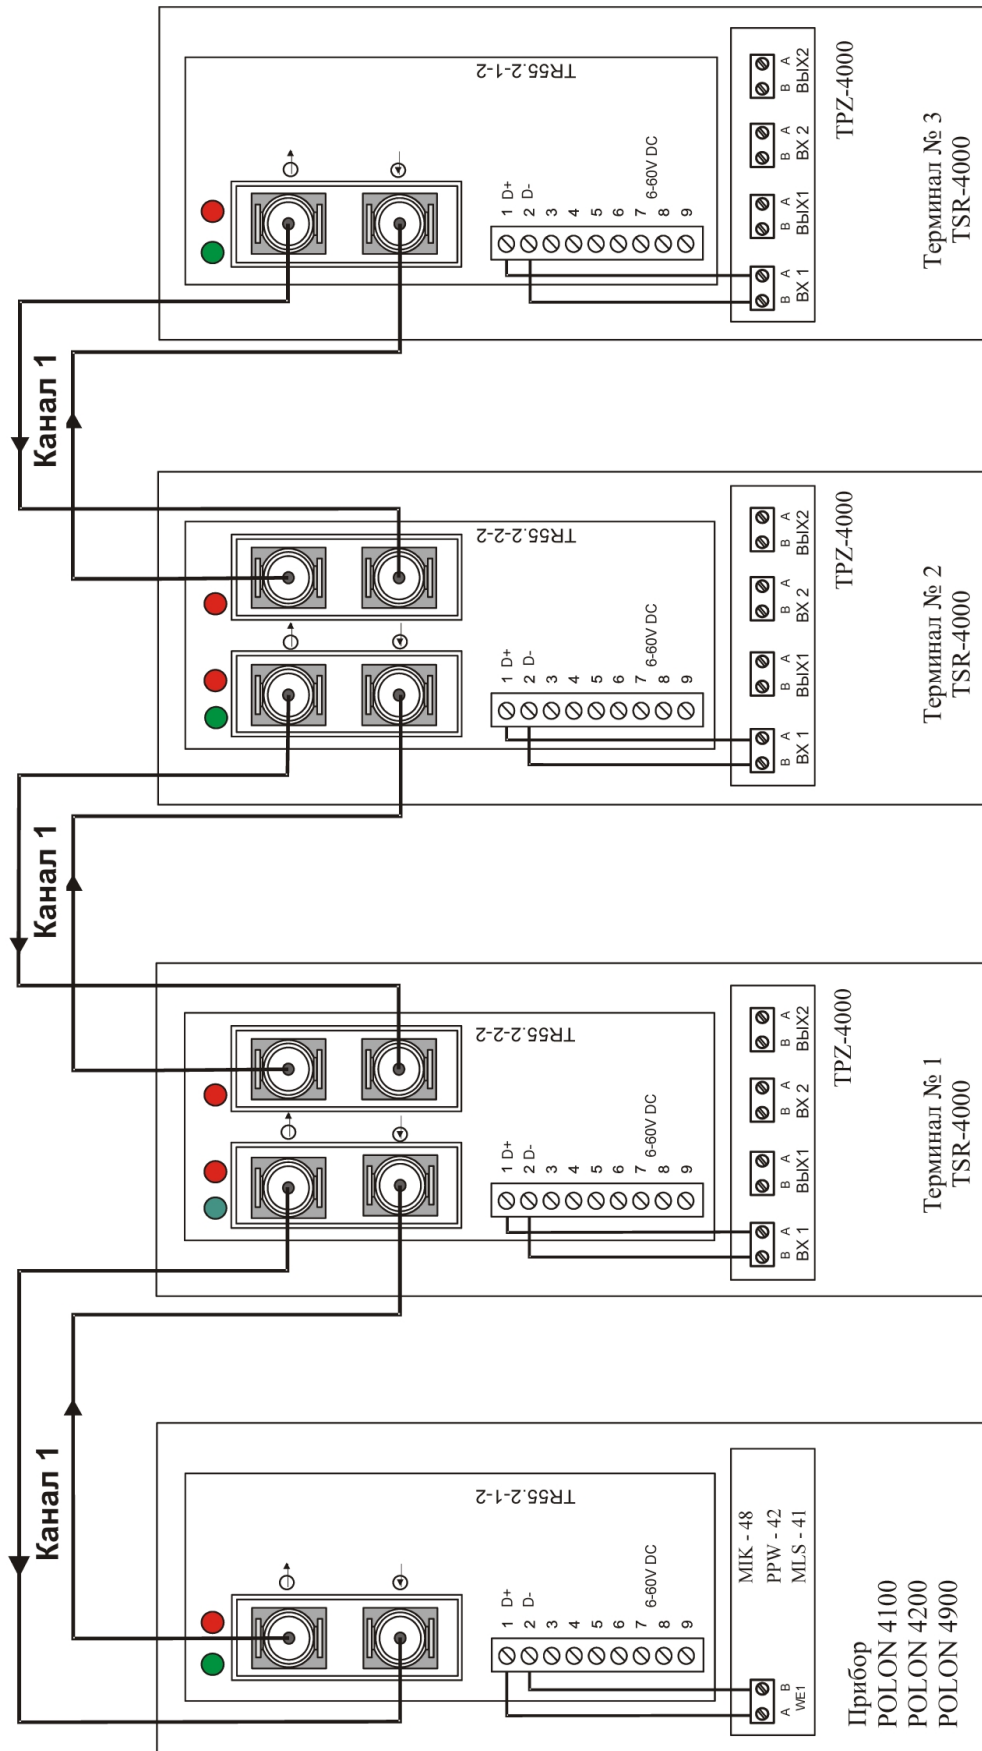 Канал 1
TR55.2-1-2
1 D+
2 D-
3
4
5
6
7
6-60V DC
8
9
A B
WE1
MIK - 48
PPW - 42
MLS - 41
Прибор
POLON 4100
POLON 4200
POLON 4900
Канал 1
TR55.2-2-2
1 D+
2 D-
3
4
5
6
7
6-60V DC
8
9
B A
ВХ 1
B A
ВЫХ1
B A
ВХ 2
B A
ВЫХ2
TPZ-4000
Терминал № 1
TSR-4000
Канал 1
TR55.2-2-2
1 D+
2 D-
3
4
5
6
7
6-60V DC
8
9
B A
ВХ 1
B A
ВЫХ1
B A
ВХ 2
B A
ВЫХ2
TPZ-4000
Терминал № 2
TSR-4000
TR55.2-1-2
1 D+
2 D-
3
4
5
6
7
6-60V DC
8
9
B A
ВХ 1
B A
ВЫХ1
B A
ВХ 2
B A
ВЫХ2
TPZ-4000
Терминал № 3
TSR-4000